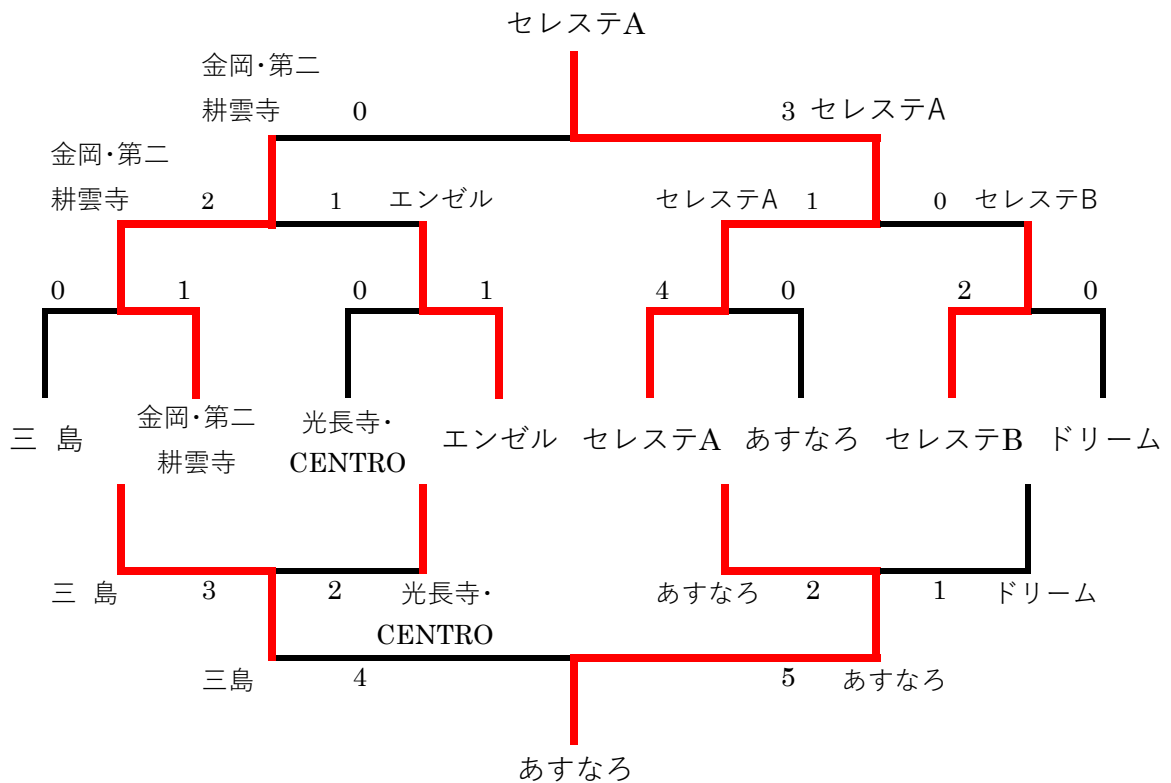 セレステA
金岡・第二
耕雲寺 0 3 セレステA
金岡・第二
耕雲寺 2 1 エンゼル セレステA 1 0 セレステB
0 1 0 1 4 0 2 0
三 島 金岡・第二 光長寺・ エンゼル セレステA あすなろ セレステB ドリーム
耕雲寺 CENTRO
三 島 3 2 光長寺・ あすなろ 2 1 ドリーム
CENTRO
三島 4 5 あすなろ
あすなろ